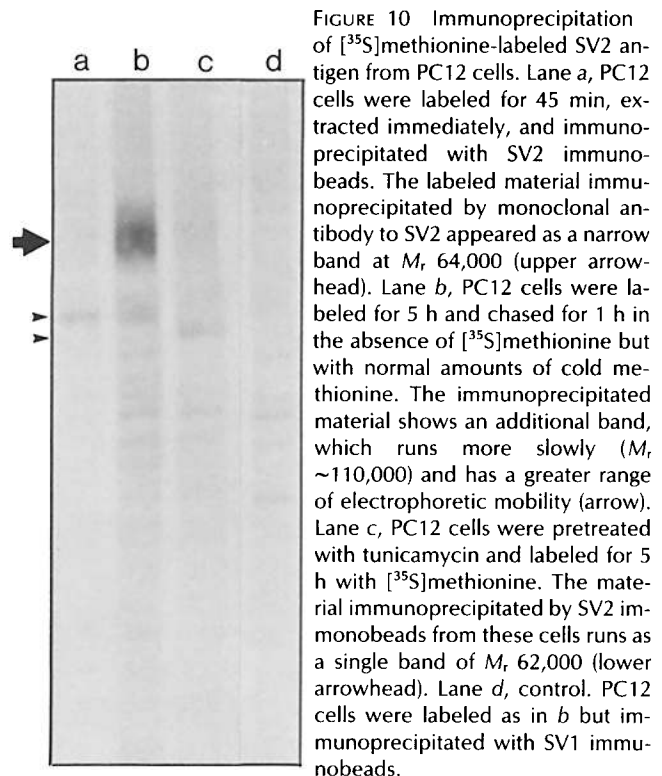 a b c d
FIGURE 10 Immunoprecipitation
of [³⁵S]methionine-labeled SV2 an-
tigen from PC12 cells. Lane a, PC12
cells were labeled for 45 min, ex-
tracted immediately, and immuno-
precipitated with SV2 immuno-
beads. The labeled material immu-
noprecipitated by monoclonal an-
tibody to SV2 appeared as a narrow
band at Mᵣ 64,000 (upper arrow-
head). Lane b, PC12 cells were la-
beled for 5 h and chased for 1 h in
the absence of [³⁵S]methionine but
with normal amounts of cold me-
thionine. The immunoprecipitated
material shows an additional band,
which runs more slowly (Mᵣ
~110,000) and has a greater range
of electrophoretic mobility (arrow).
Lane c, PC12 cells were pretreated
with tunicamycin and labeled for 5
h with [³⁵S]methionine. The mate-
rial immunoprecipitated by SV2 im-
monobeads from these cells runs as
a single band of Mᵣ 62,000 (lower
arrowhead). Lane d, control. PC12
cells were labeled as in b but im-
munoprecipitated with SV1 immu-
nobeads.